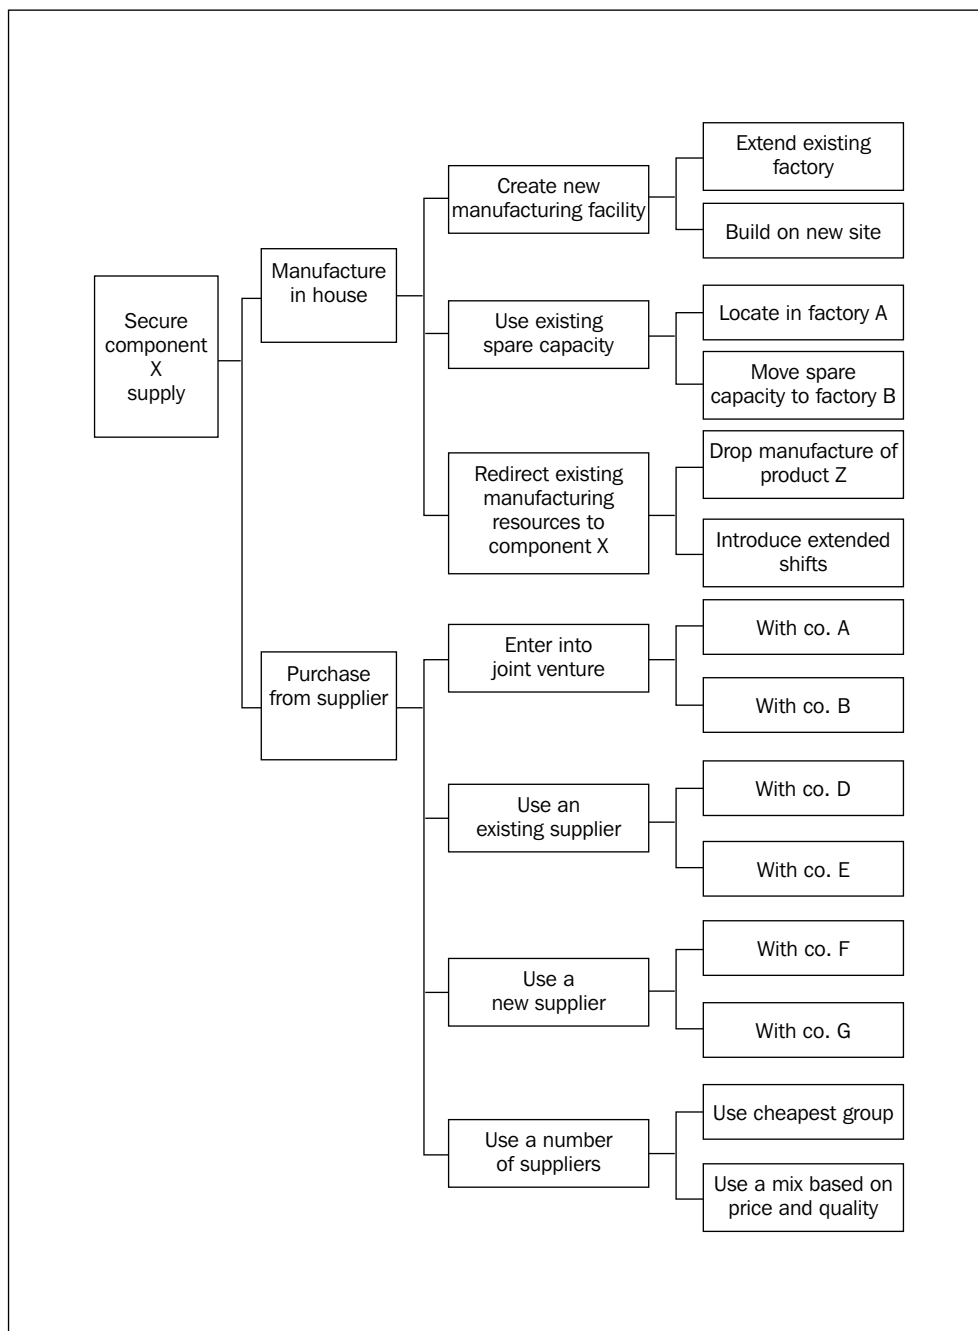 Secure
component
X
supply
Manufacture
in house
Create new
manufacturing facility
Extend existing
factory
Build on new site
Use existing
spare capacity
Locate in factory A
Move spare
capacity to factory B
Redirect existing
manufacturing
resources to
component X
Drop manufacture of
product Z
Introduce extended
shifts
Purchase
from supplier
Enter into
joint venture
With co. A
With co. B
Use an
existing supplier
With co. D
With co. E
Use a
new supplier
With co. F
With co. G
Use a number
of suppliers
Use cheapest group
Use a mix based on
price and quality